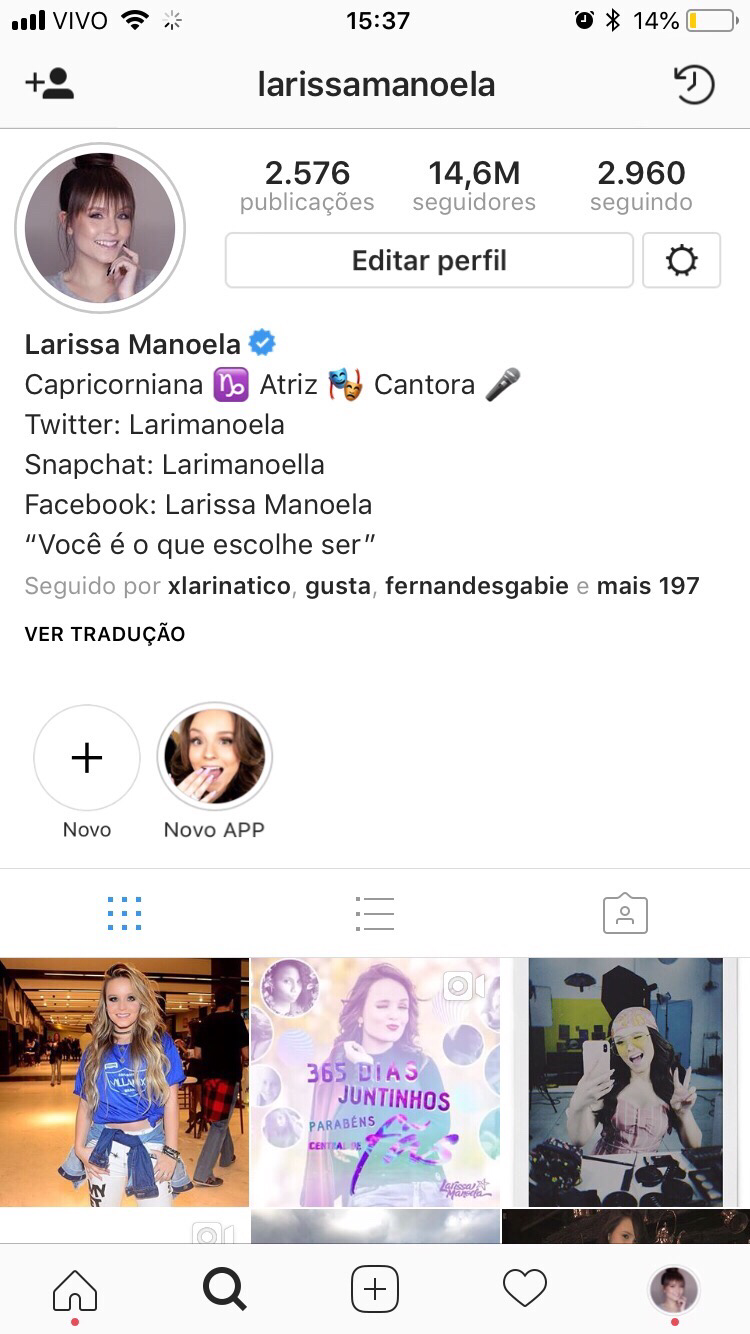 VIVO 15:37 14%
larissamanoela
2.576 14,6M 2.960
publicações seguidores seguindo
Editar perfil
Larissa Manoela
Capricorniana ♑ Atriz 🎭 Cantora 🎤
Twitter: Larimanoela
Snapchat: Larimanoella
Facebook: Larissa Manoela
“Você é o que escolhe ser”
Seguido por xlarinatico, gusta, fernandesgabie e mais 197
VER TRADUÇÃO
Novo Novo APP
365 DIAS
JUNTINHOS
PARABÉNS
CENTRAL DE
fãs
Larissa
Manoela